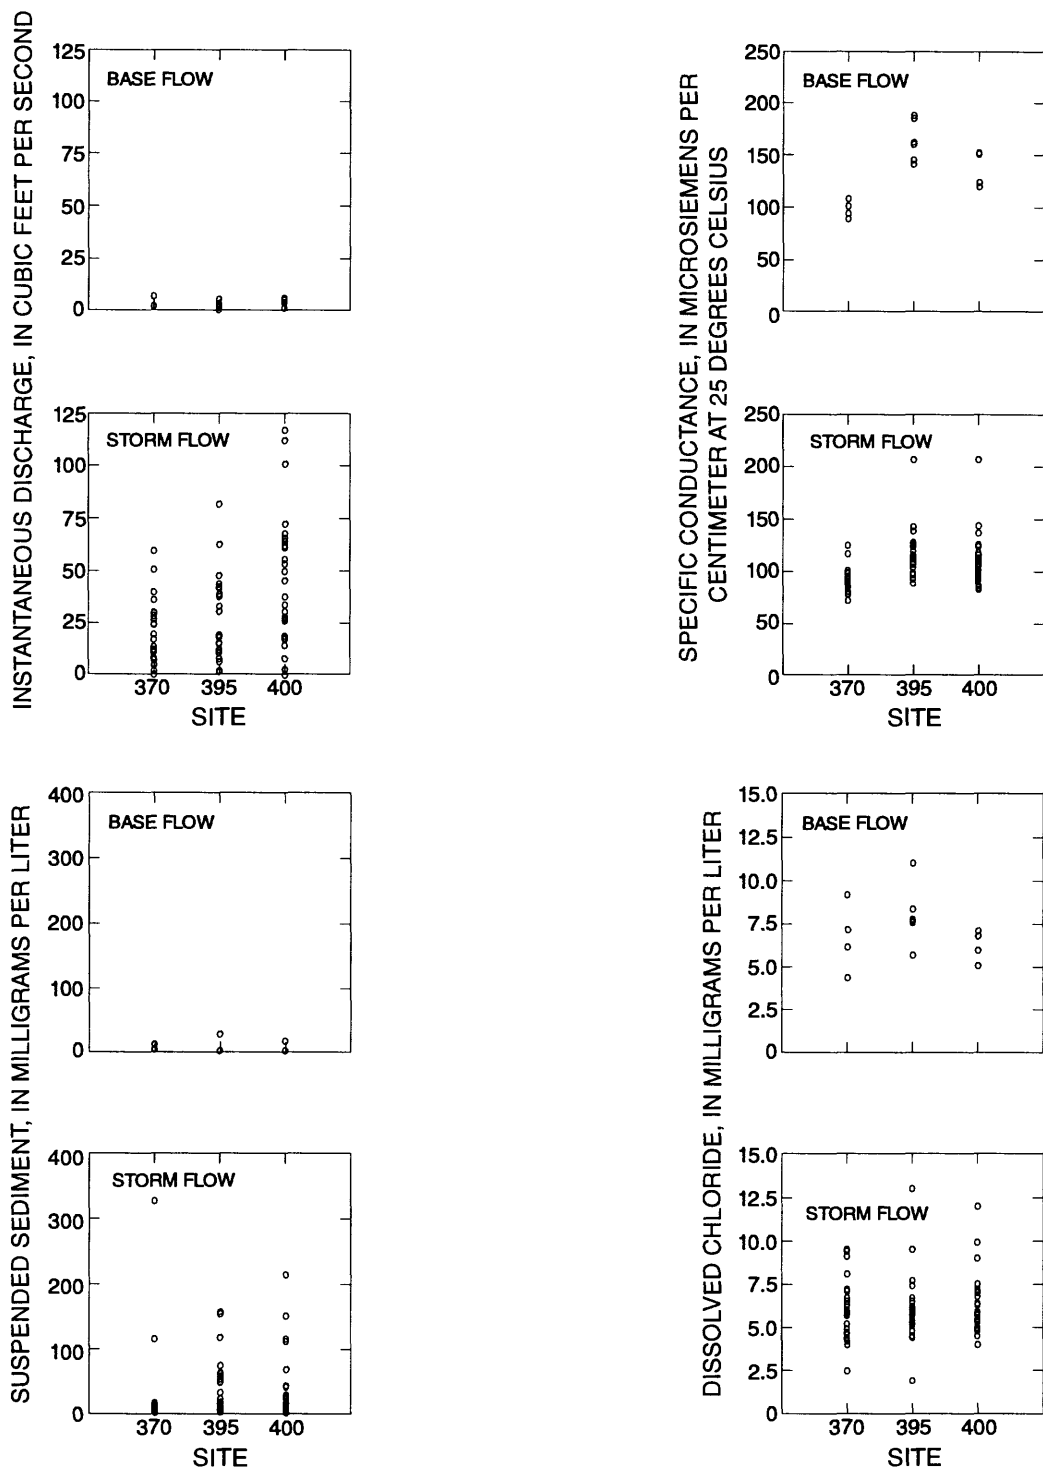 INSTANTANEOUS DISCHARGE, IN CUBIC FEET PER SECOND
125
100
75
50
25
0
BASE FLOW
125
100
75
50
25
0
STORM FLOW
370 395 400
SITE
SPECIFIC CONDUCTANCE, IN MICROSIEMENS PER
CENTIMETER AT 25 DEGREES CELSIUS
250
200
150
100
50
0
BASE FLOW
250
200
150
100
50
0
STORM FLOW
370 395 400
SITE
SUSPENDED SEDIMENT, IN MILLIGRAMS PER LITER
400
300
200
100
0
BASE FLOW
400
300
200
100
0
STORM FLOW
370 395 400
SITE
DISSOLVED CHLORIDE, IN MILLIGRAMS PER LITER
15.0
12.5
10.0
7.5
5.0
2.5
0
BASE FLOW
15.0
12.5
10.0
7.5
5.0
2.5
0
STORM FLOW
370 395 400
SITE